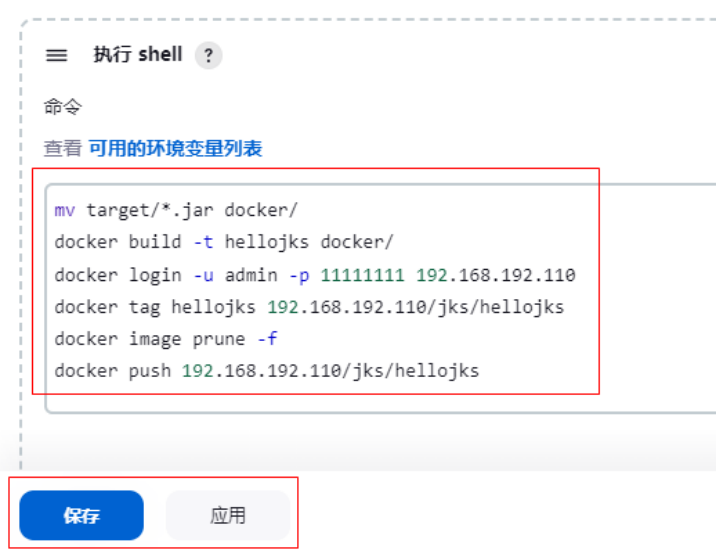 执行 shell ?
命令
查看 可用的环境变量列表
mv target/*.jar docker/
docker build -t hellojks docker/
docker login -u admin -p 11111111 192.168.192.110
docker tag hellojks 192.168.192.110/jks/hellojks
docker image prune -f
docker push 192.168.192.110/jks/hellojks
保存 应用